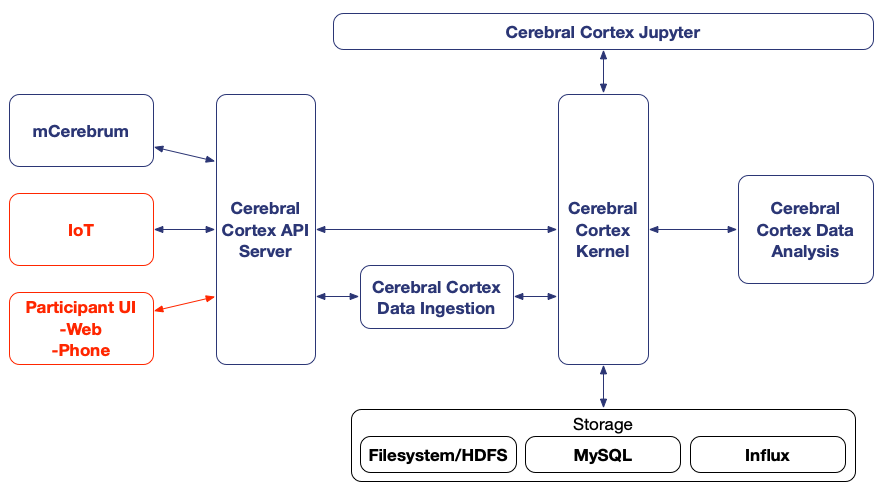 Cerebral Cortex Jupyter
mCerebrum
IoT
Participant UI
-Web
-Phone
Cerebral
Cortex API
Server
Cerebral Cortex
Data Ingestion
Cerebral
Cortex
Kernel
Cerebral
Cortex Data
Analysis
Storage
Filesystem/HDFS
MySQL
Influx